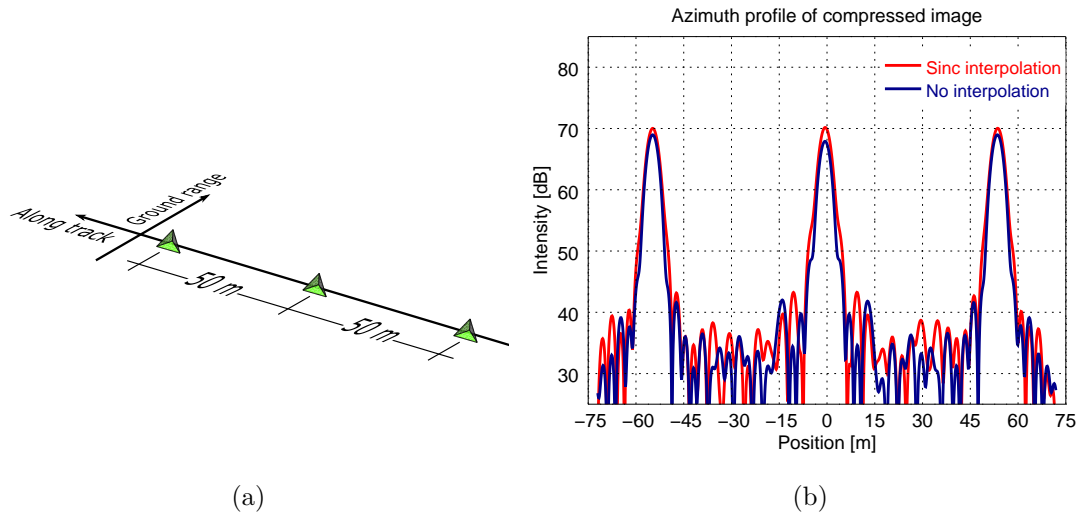 Along track
Ground range
50 m
50 m
(a)
Azimuth profile of compressed image
Sinc interpolation
No interpolation
Intensity [dB]
80
70
60
50
40
30
−75 −60 −45 −30 −15 0 15 30 45 60 75
Position [m]
(b)